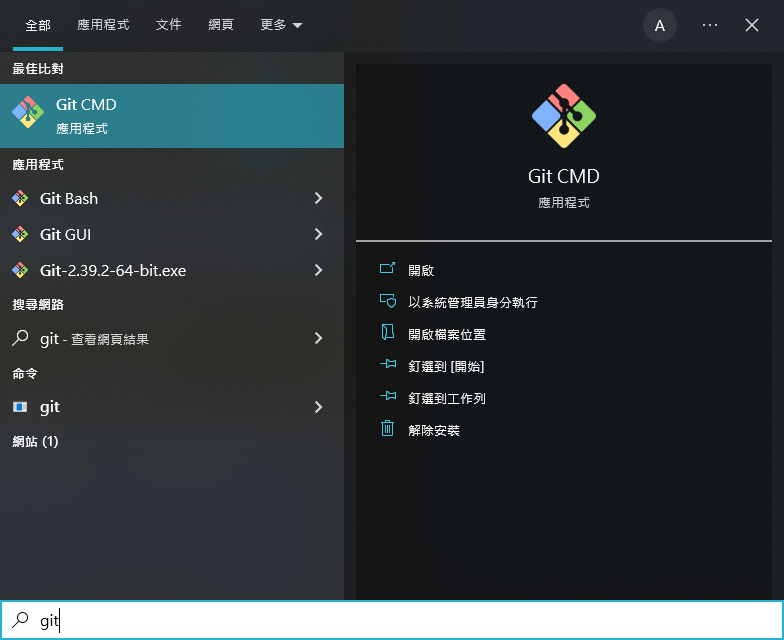 全部 應用程式 文件 網頁 更多 A ...
最佳比對
Git CMD
應用程式
應用程式
Git Bash
Git GUI
Git-2.39.2-64-bit.exe
搜尋網路
git - 查看網頁結果
命令
git
網站 (1)
Git CMD
應用程式
開啟
以系統管理員身分執行
開啟檔案位置
釘選到 [開始]
釘選到工作列
解除安裝
git